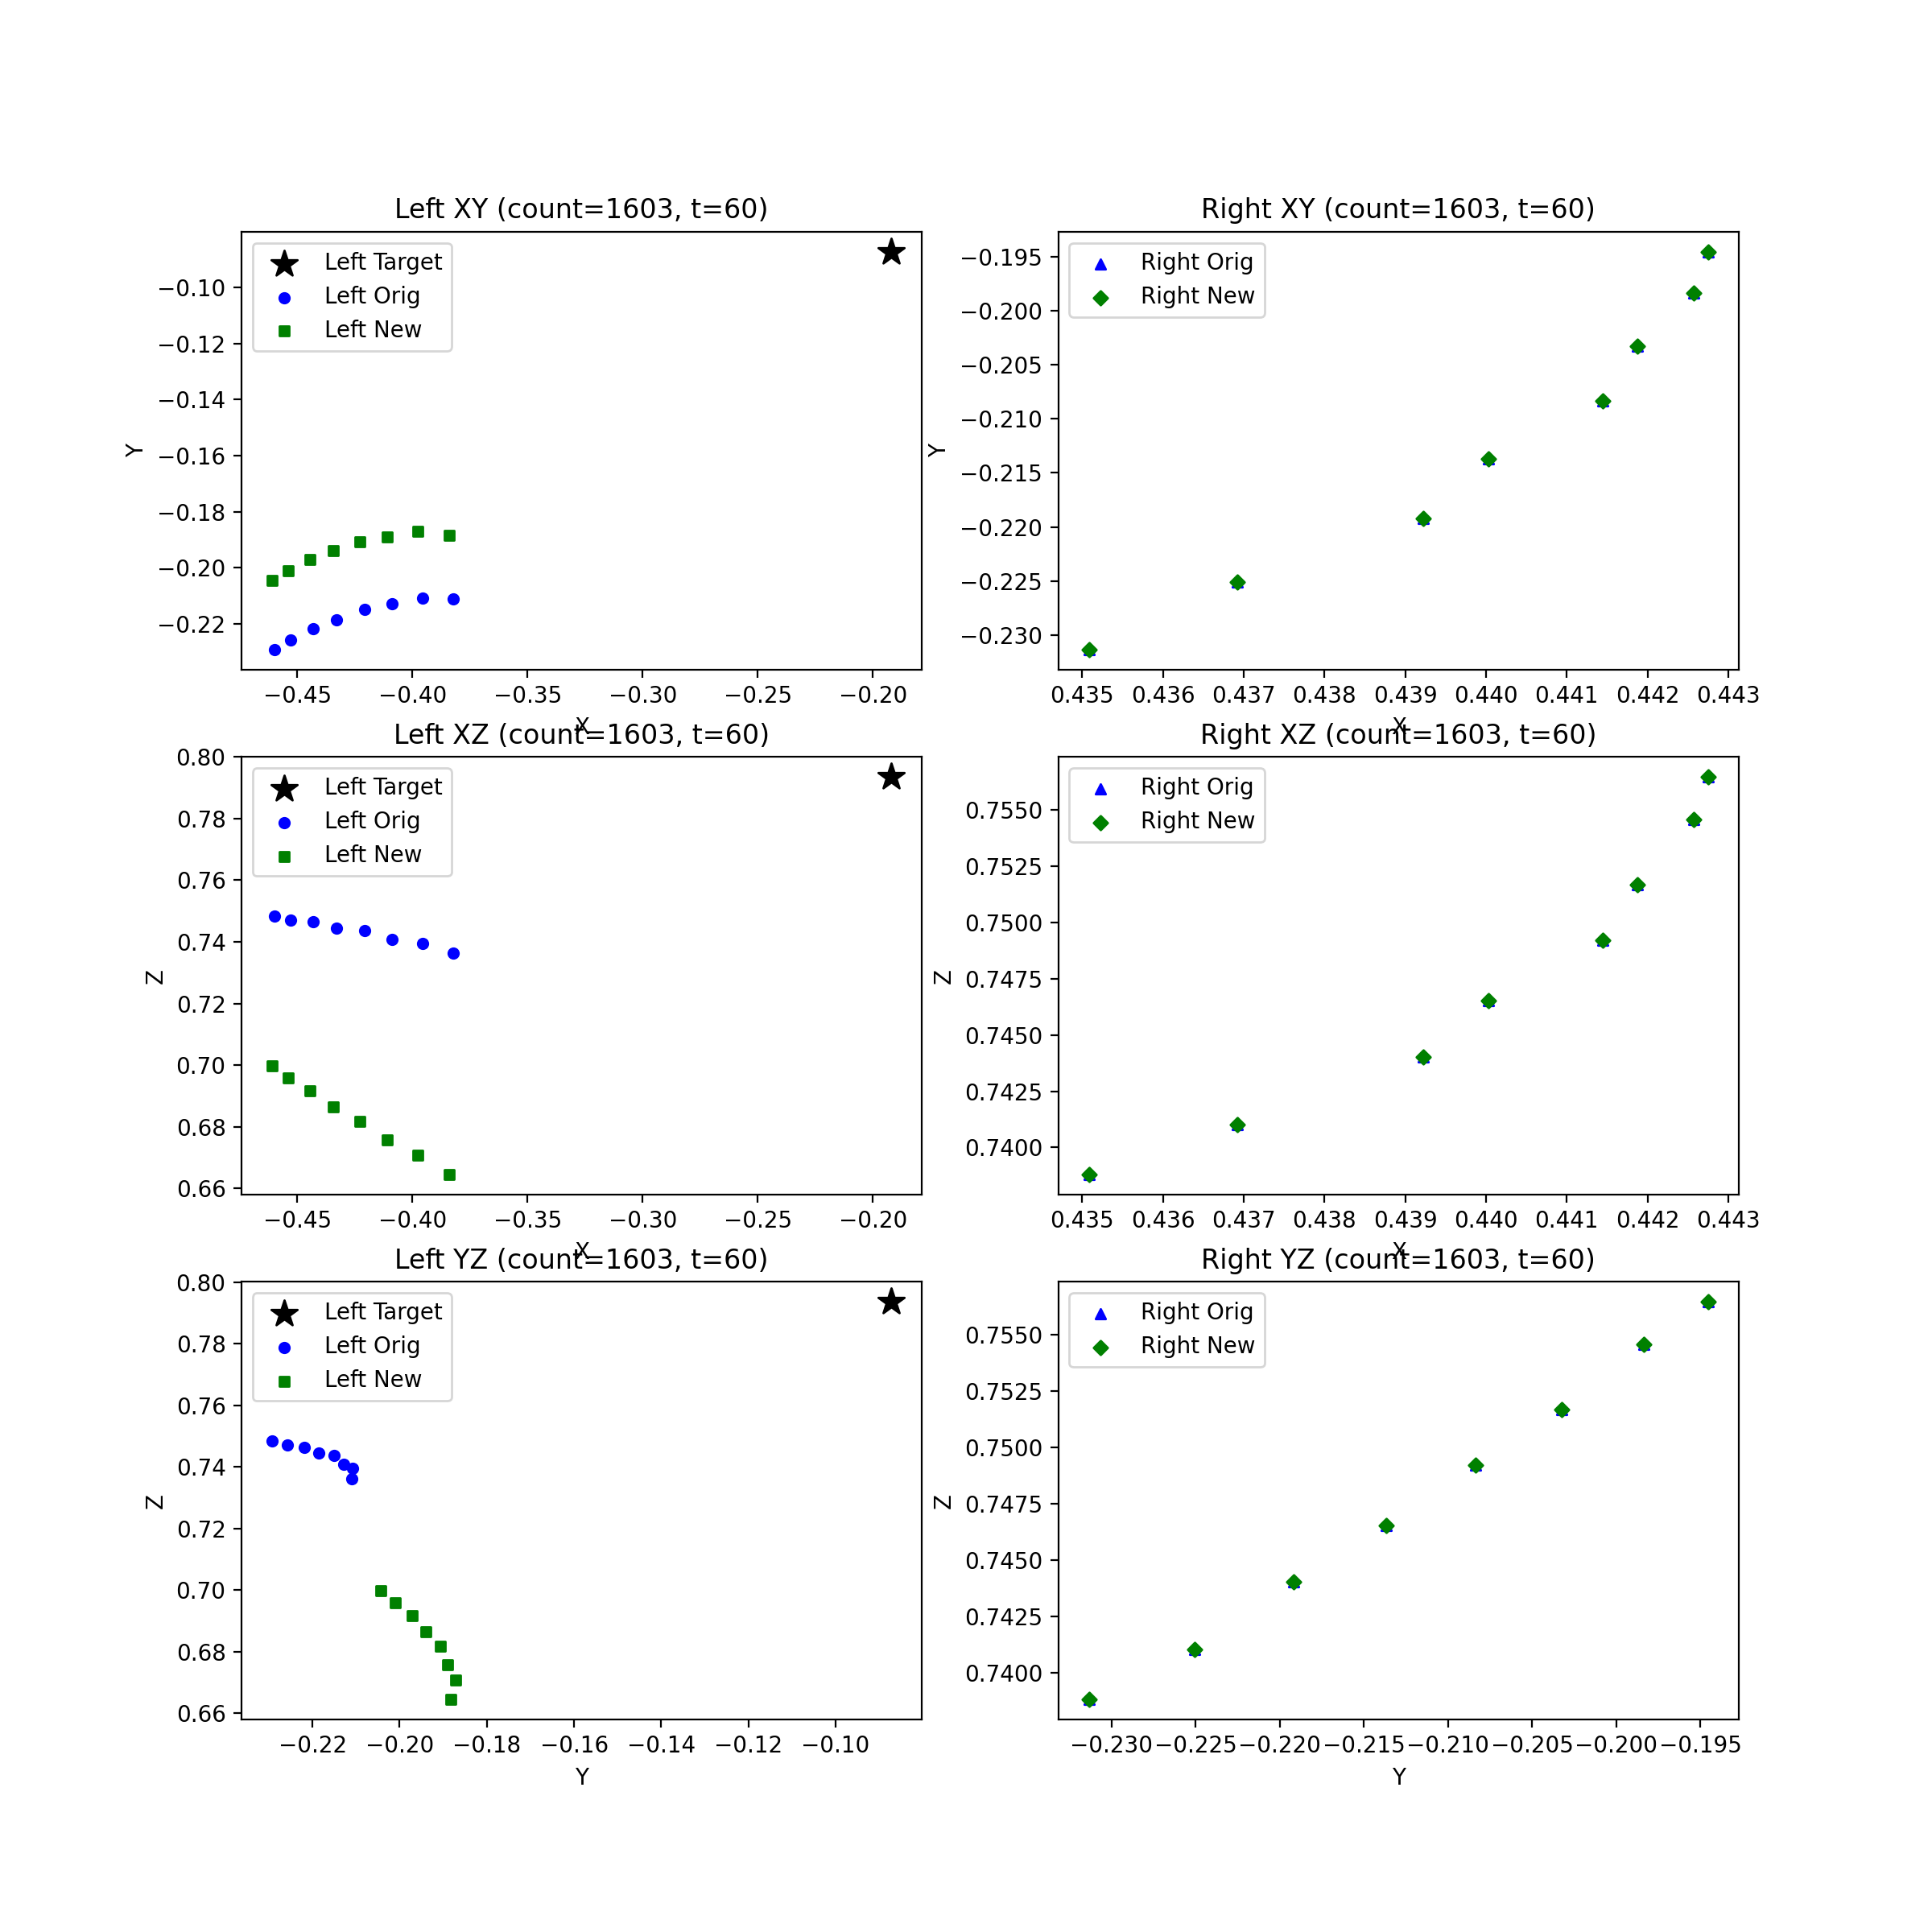 Left XY (count=1603, t=60)
Left Target
Left Orig
Left New
−0.10
−0.12
−0.14
−0.16
−0.18
−0.20
−0.22
Y
−0.45 −0.40 −0.35 −0.30 −0.25 −0.20
X
Right XY (count=1603, t=60)
Right Orig
Right New
−0.195
−0.200
−0.205
−0.210
−0.215
−0.220
−0.225
−0.230
Y
0.435 0.436 0.437 0.438 0.439 0.440 0.441 0.442 0.443
X
Left XZ (count=1603, t=60)
Left Target
Left Orig
Left New
0.80
0.78
0.76
0.74
0.72
0.70
0.68
0.66
Z
−0.45 −0.40 −0.35 −0.30 −0.25 −0.20
X
Right XZ (count=1603, t=60)
Right Orig
Right New
0.7550
0.7525
0.7500
0.7475
0.7450
0.7425
0.7400
Z
0.435 0.436 0.437 0.438 0.439 0.440 0.441 0.442 0.443
X
Left YZ (count=1603, t=60)
Left Target
Left Orig
Left New
0.80
0.78
0.76
0.74
0.72
0.70
0.68
0.66
Z
−0.22 −0.20 −0.18 −0.16 −0.14 −0.12 −0.10
Y
Right YZ (count=1603, t=60)
Right Orig
Right New
0.7550
0.7525
0.7500
0.7475
0.7450
0.7425
0.7400
Z
−0.230 −0.225 −0.220 −0.215 −0.210 −0.205 −0.200 −0.195
Y